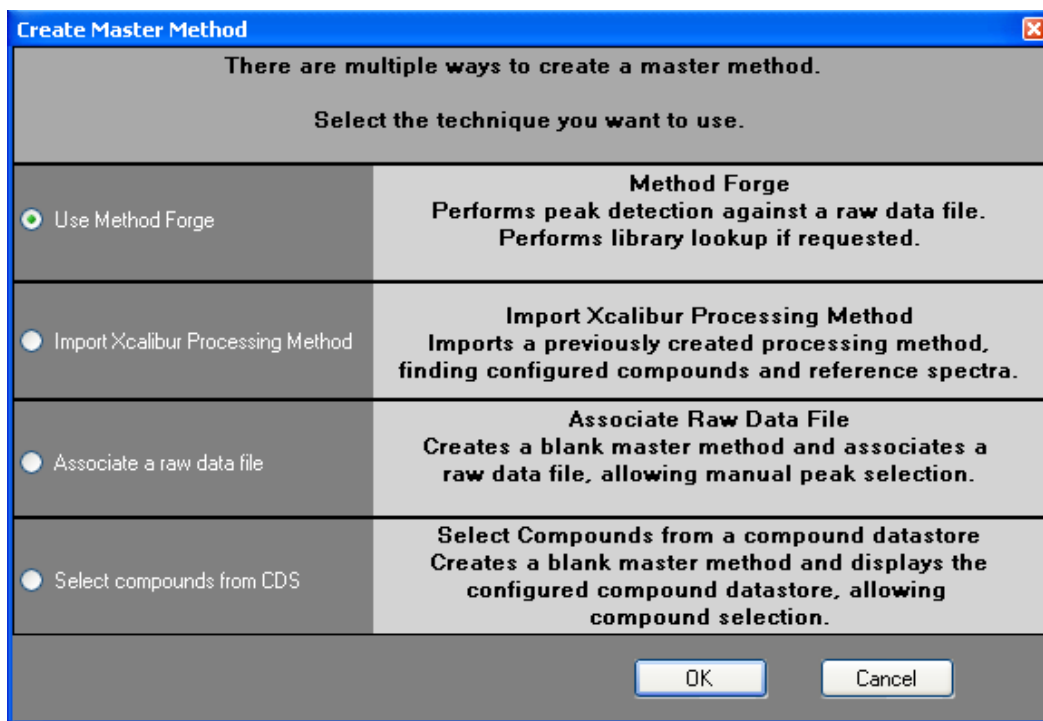 Create Master Method
There are multiple ways to create a master method.
Select the technique you want to use.
Use Method Forge
Method Forge
Performs peak detection against a raw data file.
Performs library lookup if requested.
Import Xcalibur Processing Method
Import Xcalibur Processing Method
Imports a previously created processing method,
finding configured compounds and reference spectra.
Associate a raw data file
Associate Raw Data File
Creates a blank master method and associates a
raw data file, allowing manual peak selection.
Select compounds from CDS
Select Compounds from a compound datastore
Creates a blank master method and displays the
configured compound datastore, allowing
compound selection.
OK
Cancel